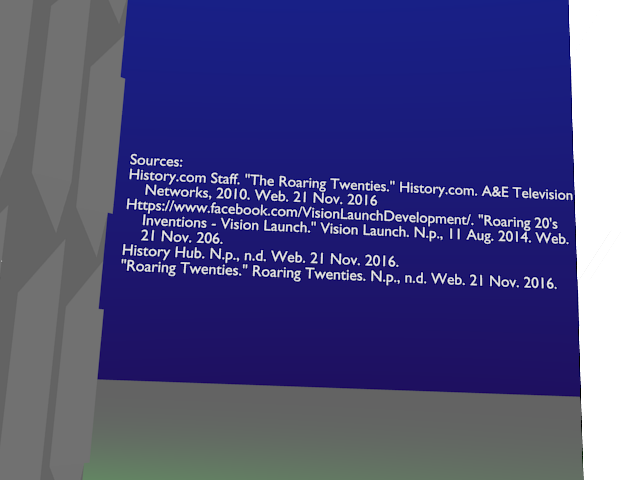 Sources:
History.com Staff. "The Roaring Twenties." History.com. A&E Television
Networks, 2010. Web. 21 Nov. 2016
Https://www.facebook.com/VisionLaunchDevelopment/. "Roaring 20's
Inventions - Vision Launch." Vision Launch. N.p., 11 Aug. 2014. Web.
21 Nov. 206.
History Hub. N.p., n.d. Web. 21 Nov. 2016.
"Roaring Twenties." Roaring Twenties. N.p., n.d. Web. 21 Nov. 2016.